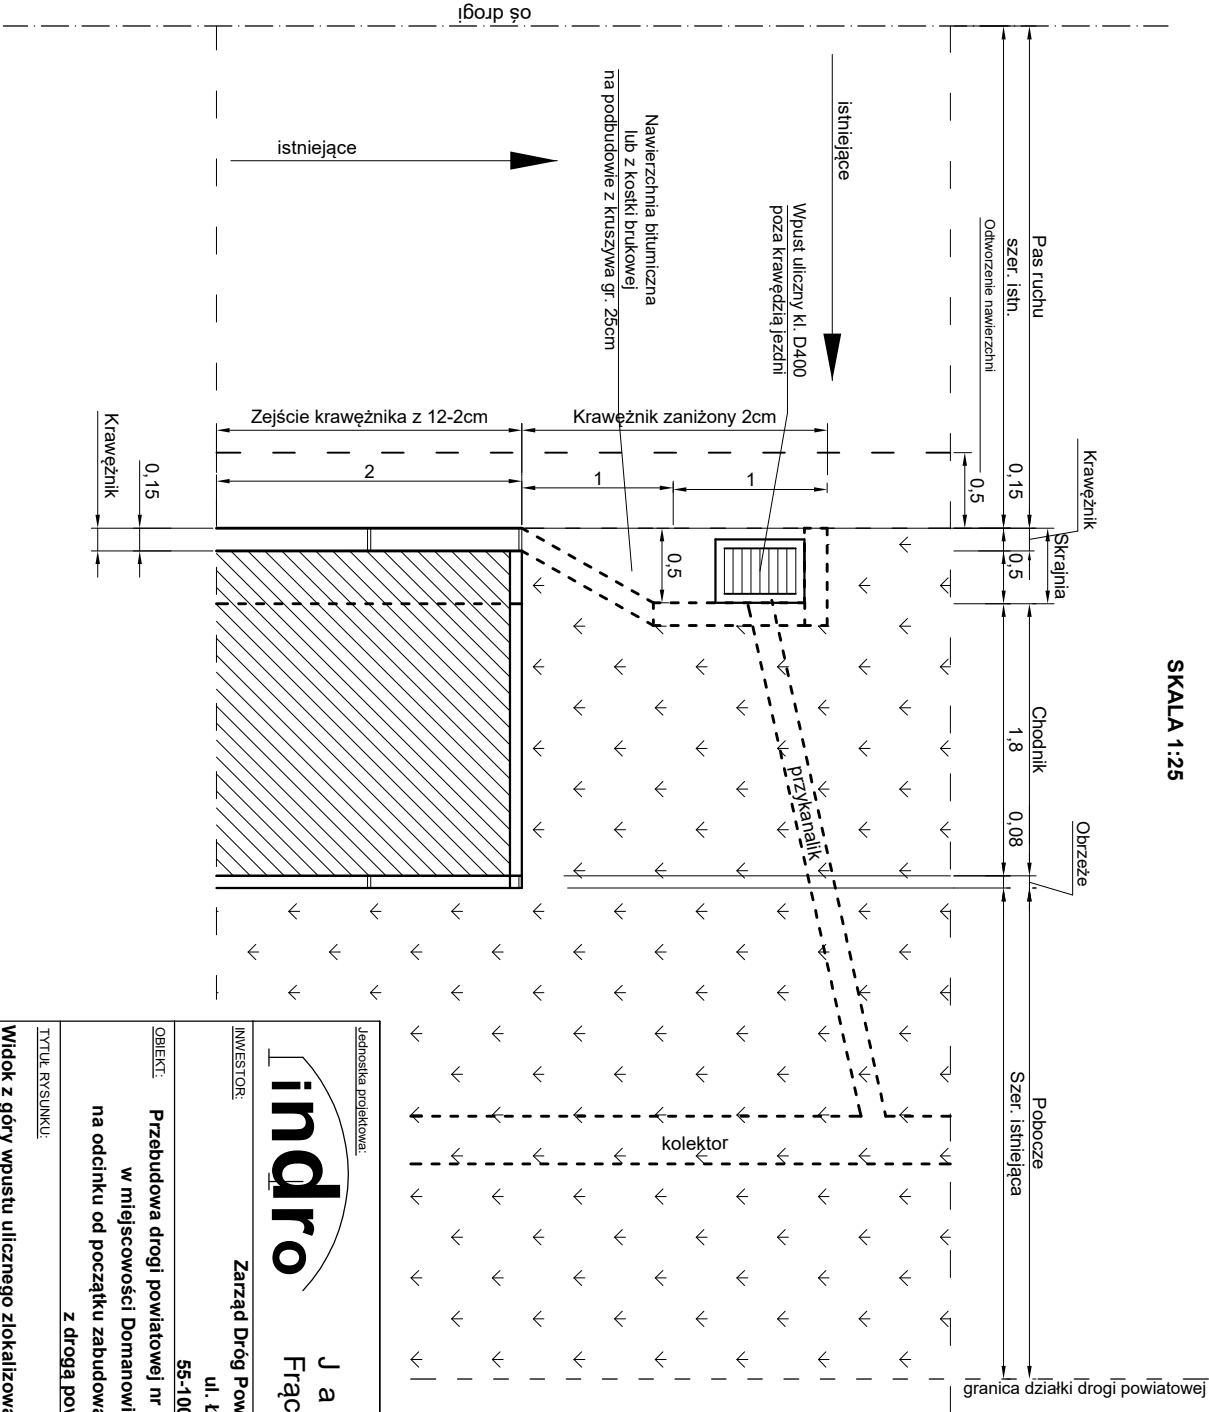 SKALA 1:25
oś drogi
Pas ruchu
szer. istn.
Odtworzenie nawierzchni
istniejące
istniejące
Wpust uliczny kl. D400
poza krawędzią jezdni
Nawierzchnia bitumiczna
lub z kostki brukowej
na podbudowie z kruszywa gr. 25cm
Zejście krawężnika z 12-2cm
Krawężnik zaniżony 2cm
2
1
1
0,5
0,5
Krawężnik
0,15
Krawężnik
0,15
0,5
Skrajnia
Chodnik
1,8
0,08
Obrzeże
przykanalik
kolektor
Pobocze
Szer. istniejąca
granica działki drogi powiatowej
Jednostka projektowa:
indro
J a
Frąc
INWESTOR:
Zarząd Dróg Pow
ul. Ł
55-100
OBIEKT:
Przebudowa drogi powiatowej nr
w miejscowości Domanowi
na odcinku od początku zabudowa
z drogą pow
TYTUŁ RYSUNKU:
Widok z góry wpustu ulicznego zlokalizowa